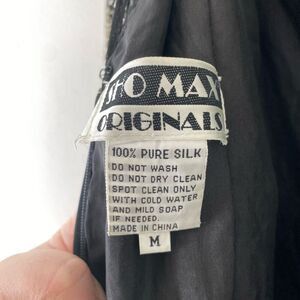 SHO MAX
ORIGINALS
100% PURE SILK
DO NOT WASH
DO NOT DRY CLEAN
SPOT CLEAN ONLY
WITH COLD WATER
AND MILD SOAP
IF NEEDED.
MADE IN CHINA
M